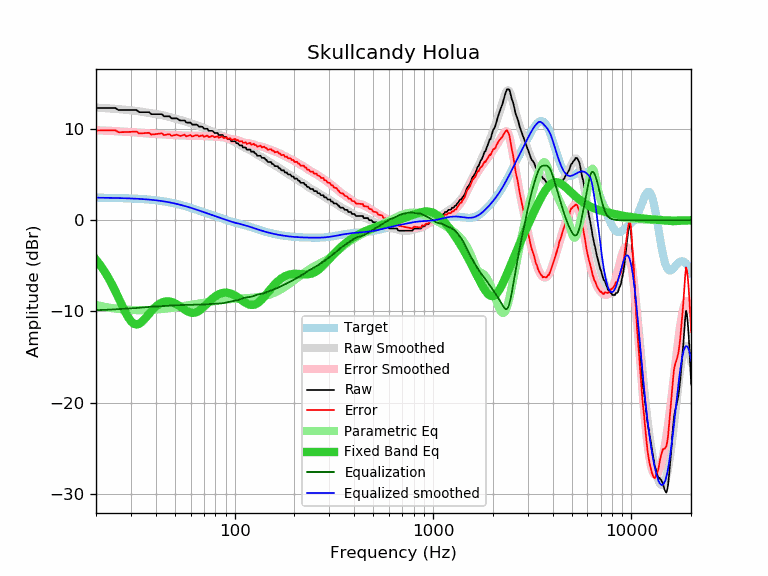 Skullcandy Holua
Amplitude (dBr)
10
0
−10
−20
−30
Target
Raw Smoothed
Error Smoothed
Raw
Error
Parametric Eq
Fixed Band Eq
Equalization
Equalized smoothed
100
1000
10000
Frequency (Hz)